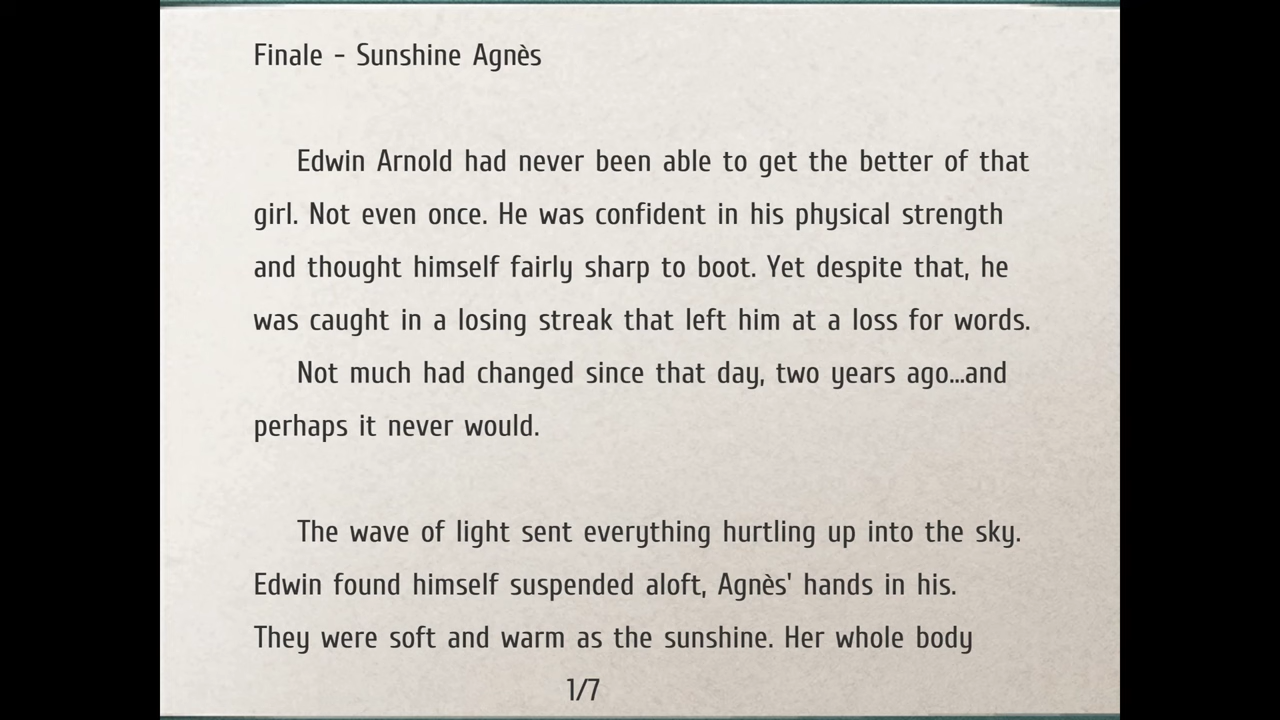 Finale - Sunshine Agnès
Edwin Arnold had never been able to get the better of that
girl. Not even once. He was confident in his physical strength
and thought himself fairly sharp to boot. Yet despite that, he
was caught in a losing streak that left him at a loss for words.
Not much had changed since that day, two years ago...and
perhaps it never would.
The wave of light sent everything hurtling up into the sky.
Edwin found himself suspended aloft, Agnès' hands in his.
They were soft and warm as the sunshine. Her whole body
1/7